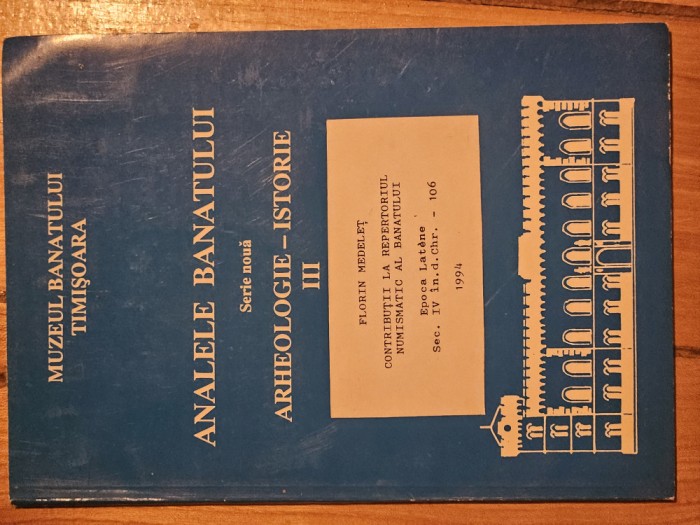 MUZEUL BANATULUI
TIMIȘOARA
ANALELE BANATULUI
Serie nouă
ARHEOLOGIE – ISTORIE
III
FLORIN MEDELEȚ
CONTRIBUȚII LA REPERTORIUL
NUMISMATIC AL BANATULUI
Epoca Latène
Sec. IV în.d.Chr. - 106
1994